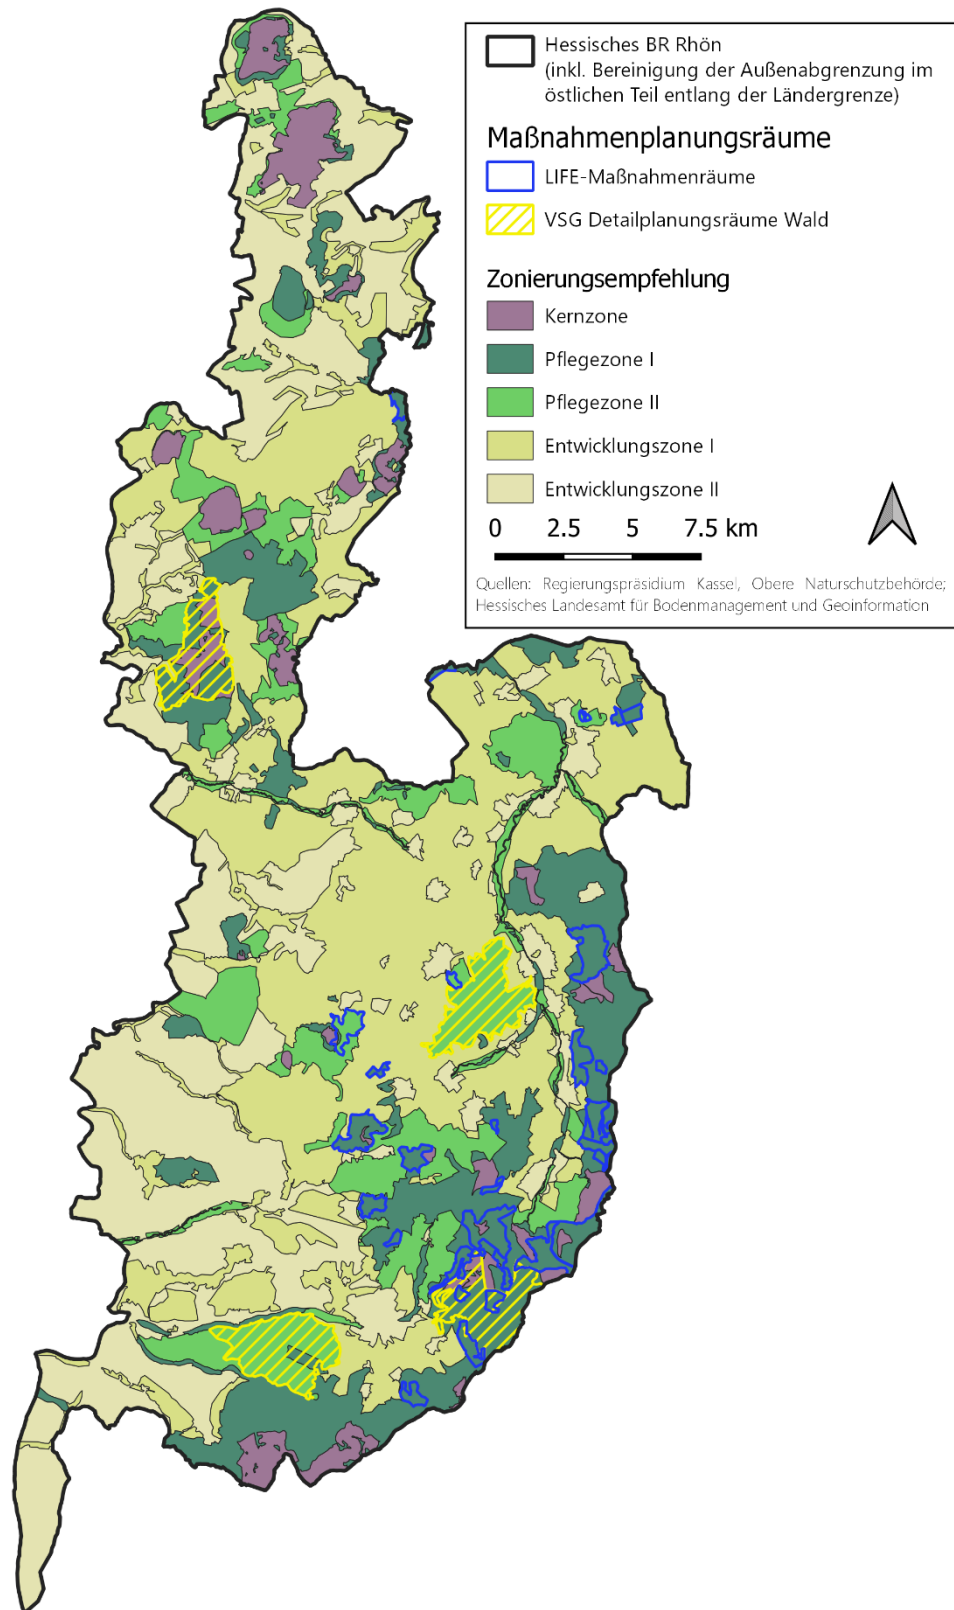 Hessisches BR Rhön
(inkl. Bereinigung der Außenabgrenzung im
östlichen Teil entlang der Ländergrenze)
Maßnahmenplanungsräume
LIFE-Maßnahmenräume
VSG Detailplanungsräume Wald
Zonierungsempfehlung
Kernzone
Pflegezone I
Pflegezone II
Entwicklungszone I
Entwicklungszone II
0 2.5 5 7.5 km
Quellen: Regierungspräsidium Kassel, Obere Naturschutzbehörde;
Hessisches Landesamt für Bodenmanagement und Geoinformation